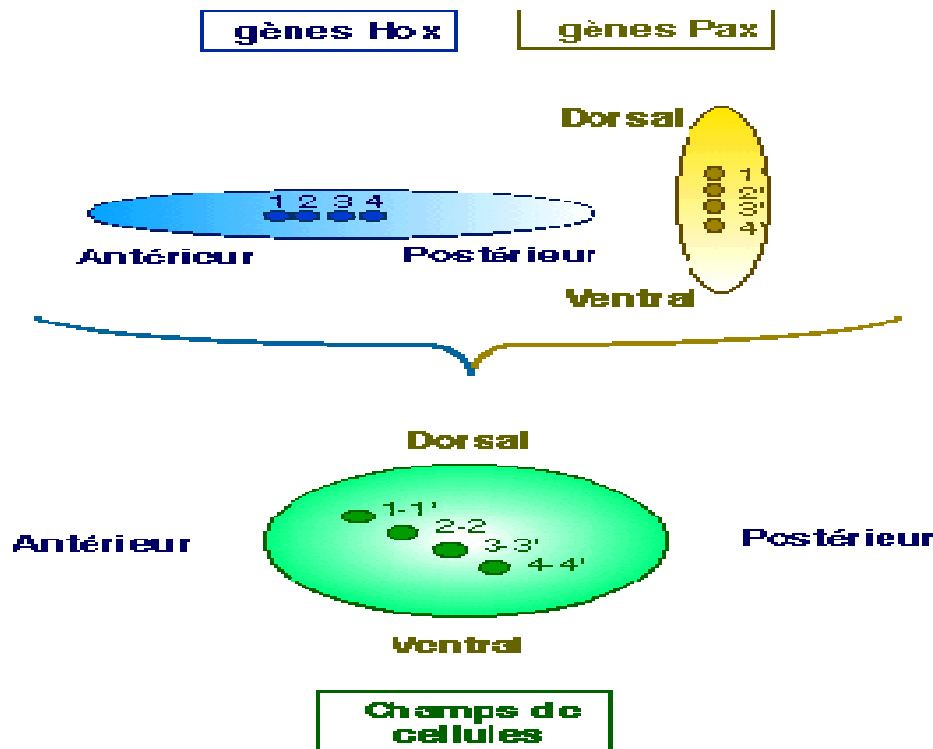 gènes Hox
gènes Pax
Dorsal
1 2 3 4
1
2'
3'
4'
Antérieur
Postérieur
Ventral
Dorsal
1-1'
2-2
3-3'
4-4'
Antérieur
Postérieur
Ventral
Champs de
cellules